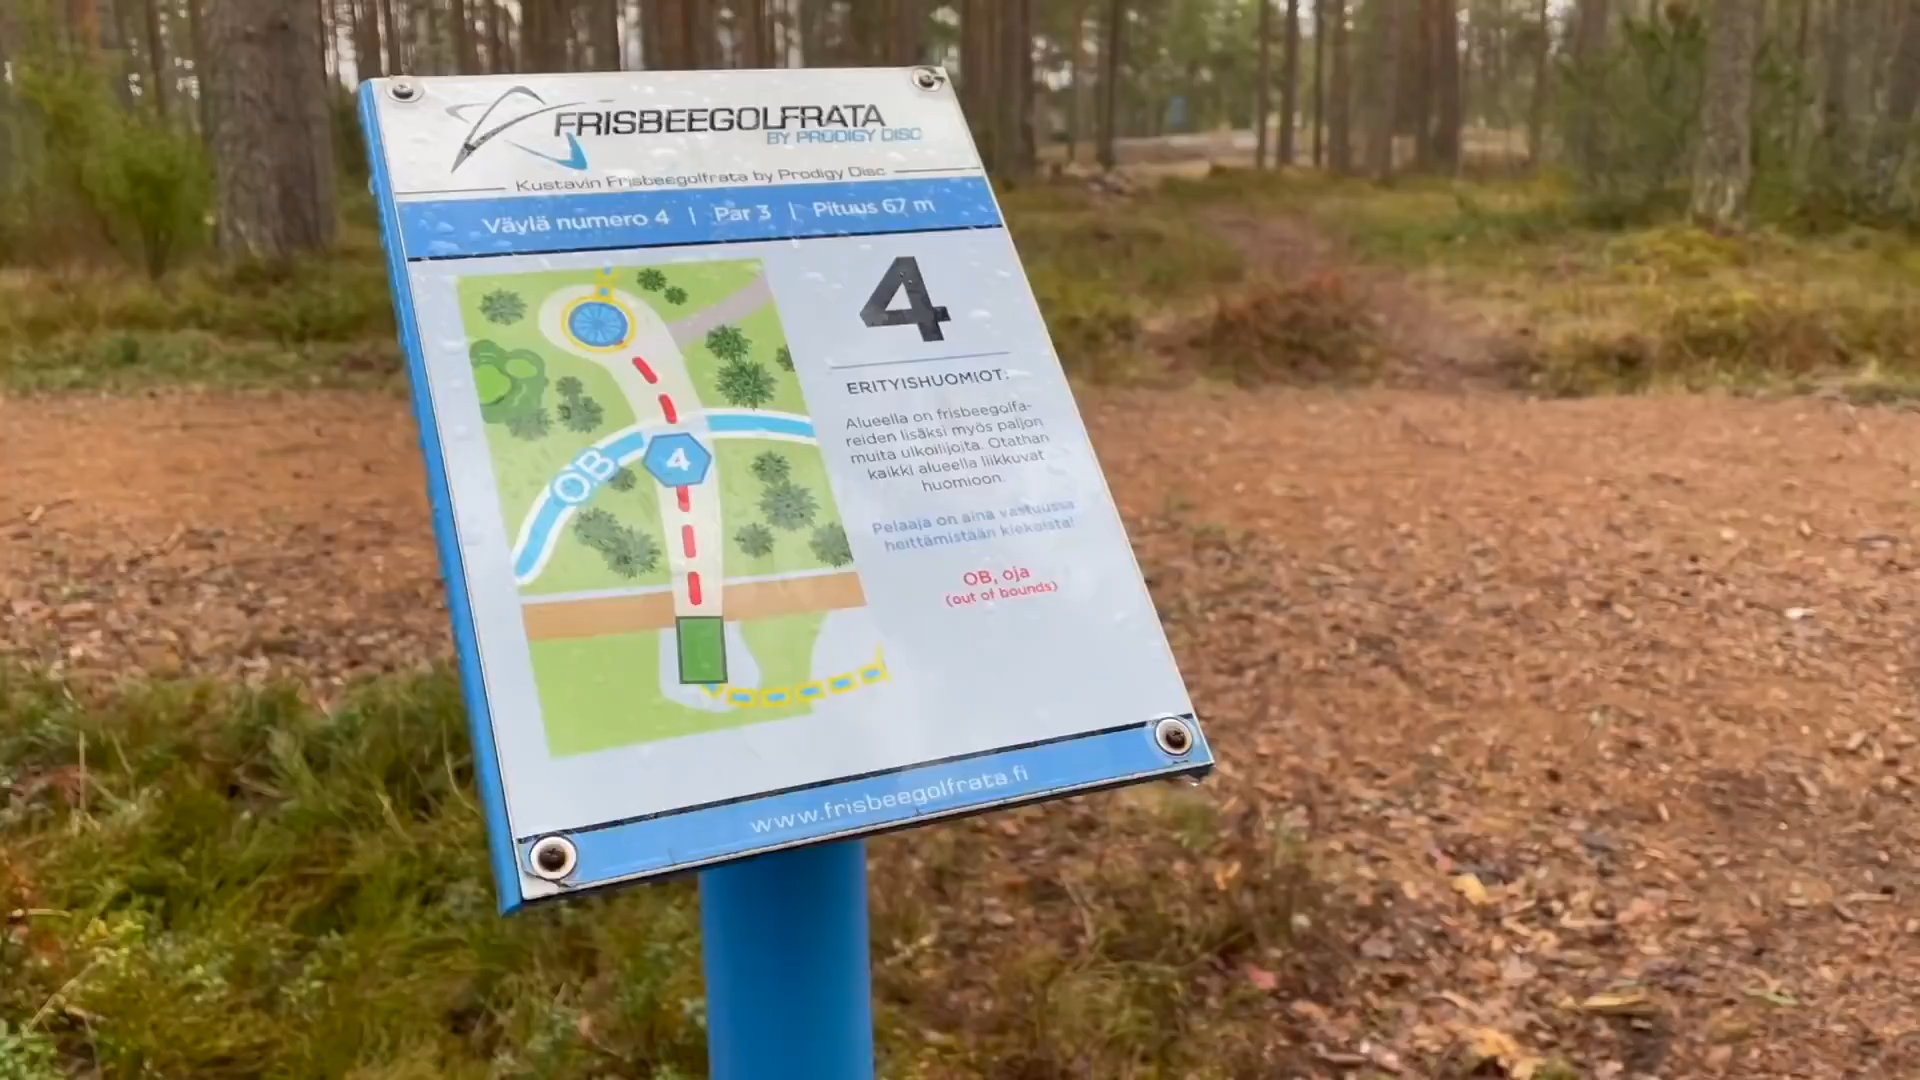 FRISBEEGOLFRATA
BY PRODIGY DISC
Kustavin Frisbeegolfrata by Prodigy Disc
Väylä numero 4 | Par 3 | Pituus 67 m
4
ERITYISHUOMIOT:
Alueella on frisbeegolfa-
reiden lisäksi myös paljon
muita ulkoilijoita. Otathan
kaikki alueella liikkuvat
huomioon.
Pelaaja on aina vastuussa
heittämistään kiekoista!
OB, oja
(out of bounds)
OB
4
www.frisbeegolfrata.fi